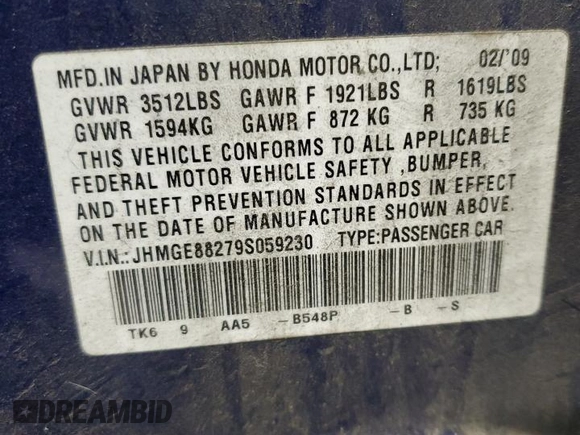 MFD.IN JAPAN BY HONDA MOTOR CO.,LTD; 02/'09
GVWR 3512LBS GAWR F 1921LBS R 1619LBS
GVWR 1594KG GAWR F 872 KG R 735 KG
THIS VEHICLE CONFORMS TO ALL APPLICABLE
FEDERAL MOTOR VEHICLE SAFETY ,BUMPER,
AND THEFT PREVENTION STANDARDS IN EFFECT
ON THE DATE OF MANUFACTURE SHOWN ABOVE.
V.I.N.:JHMGE88279S059230 TYPE:PASSENGER CAR
TK6 9 AA5 -B548P -B -S
DREAMBID